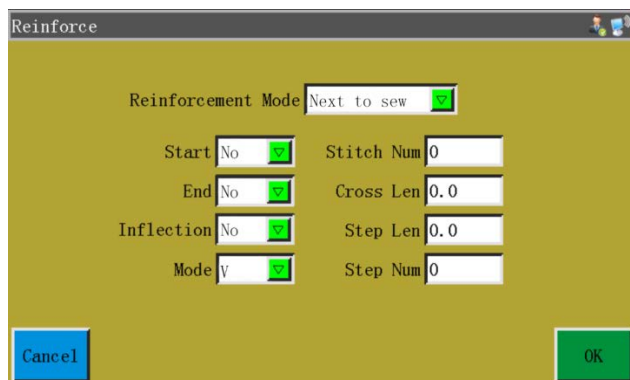 Reinforce
Reinforcement Mode Next to sew
Start No Stitch Num 0
End No Cross Len 0.0
Inflection No Step Len 0.0
Mode V Step Num 0
Cancel OK